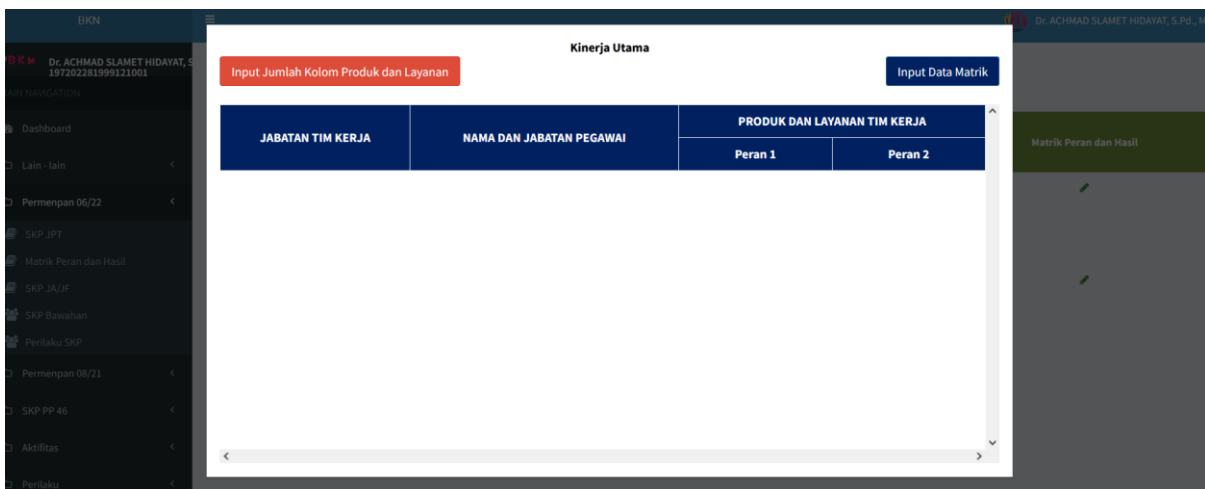 BKN
Dr. ACHMAD SLAMET HIDAYAT, S.Pd., M
Dr. ACHMAD SLAMET HIDAYAT, S
197202281999121001
MAIN NAVIGATION
Dashboard
Lain - lain
Permenpan 06/22
SKP JPT
Matrik Peran dan Hasil
SKP JA/JF
SKP Bawahan
Perilaku SKP
Permenpan 08/21
SKP PP 46
Aktifitas
Perilaku
Kinerja Utama
Input Jumlah Kolom Produk dan Layanan
Input Data Matrik
JABATAN TIM KERJA
NAMA DAN JABATAN PEGAWAI
PRODUK DAN LAYANAN TIM KERJA
Peran 1
Peran 2
Matrik Peran dan Hasil